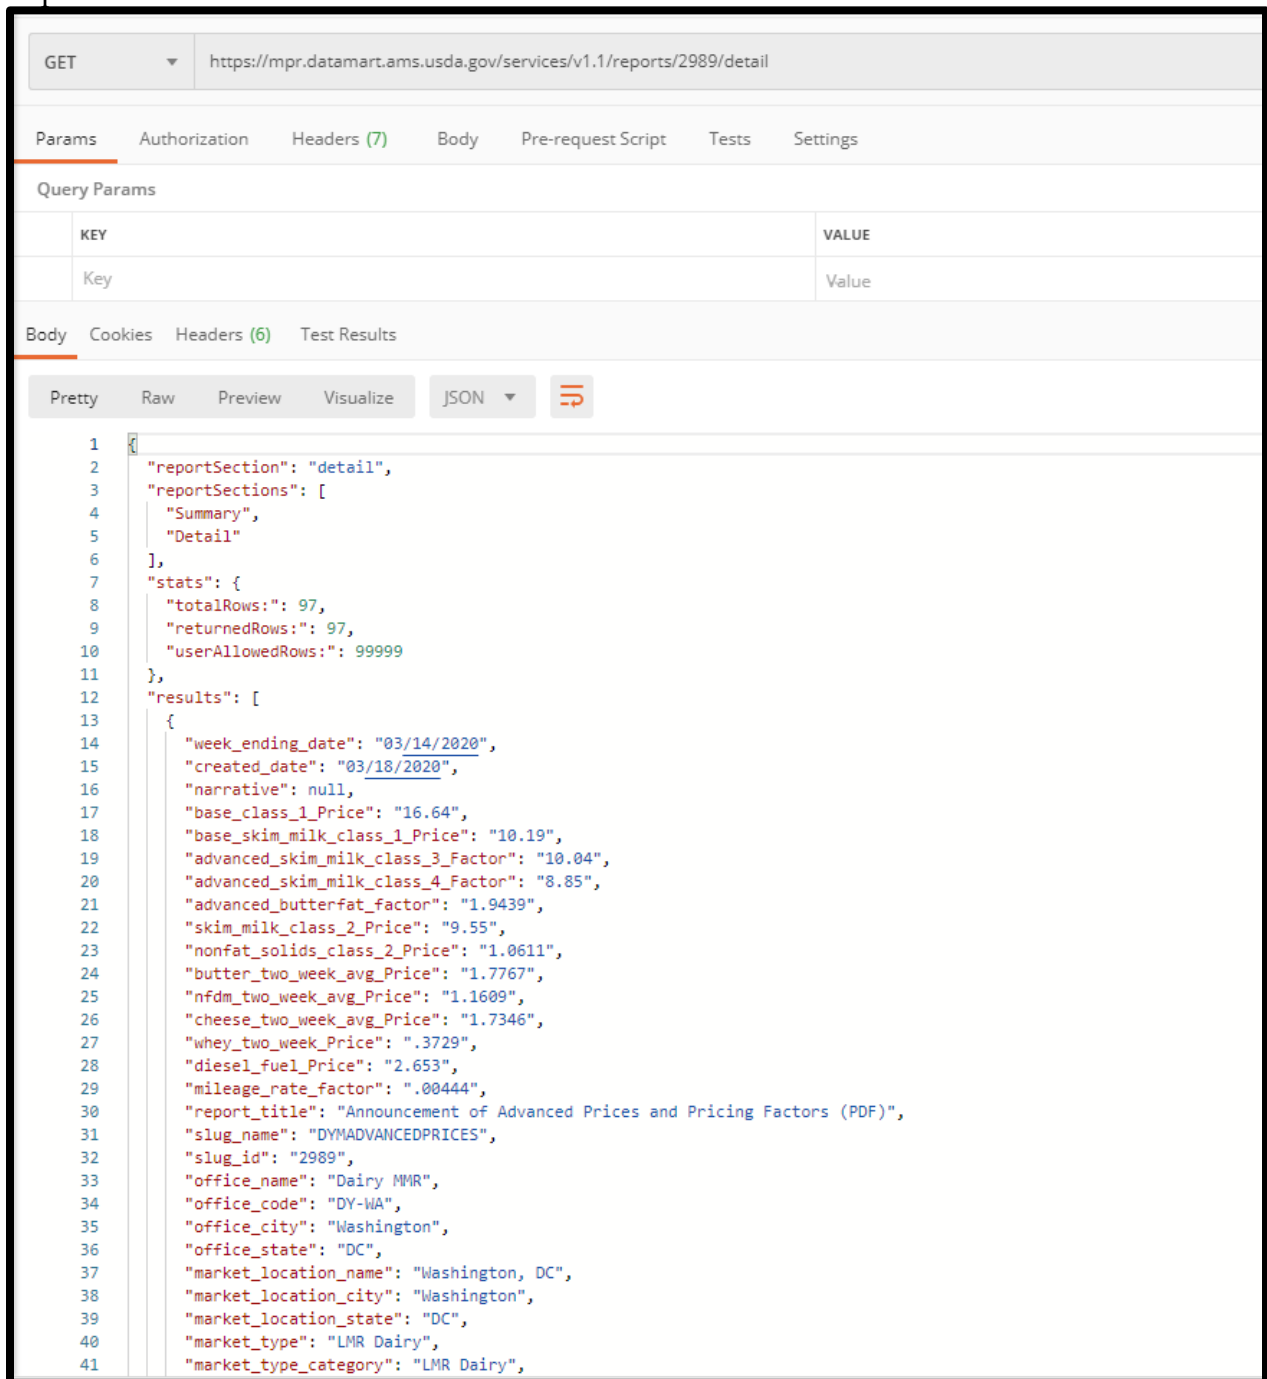 GET https://mpr.datamart.ams.usda.gov/services/v1.1/reports/2989/detail
Params Authorization Headers (7) Body Pre-request Script Tests Settings
Query Params
KEY VALUE
Key Value
Body Cookies Headers (6) Test Results
Pretty Raw Preview Visualize JSON
1 {
2 "reportSection": "detail",
3 "reportSections": [
4 "Summary",
5 "Detail"
6 ],
7 "stats": {
8 "totalRows:": 97,
9 "returnedRows:": 97,
10 "userAllowedRows:": 99999
11 },
12 "results": [
13 {
14 "week_ending_date": "03/14/2020",
15 "created_date": "03/18/2020",
16 "narrative": null,
17 "base_class_1_Price": "16.64",
18 "base_skim_milk_class_1_Price": "10.19",
19 "advanced_skim_milk_class_3_Factor": "10.04",
20 "advanced_skim_milk_class_4_Factor": "8.85",
21 "advanced_butterfat_factor": "1.9439",
22 "skim_milk_class_2_Price": "9.55",
23 "nonfat_solids_class_2_Price": "1.0611",
24 "butter_two_week_avg_Price": "1.7767",
25 "nfdm_two_week_avg_Price": "1.1609",
26 "cheese_two_week_avg_Price": "1.7346",
27 "whey_two_week_Price": ".3729",
28 "diesel_fuel_Price": "2.653",
29 "mileage_rate_factor": ".00444",
30 "report_title": "Announcement of Advanced Prices and Pricing Factors (PDF)",
31 "slug_name": "DYMADVANCEDPRICES",
32 "slug_id": "2989",
33 "office_name": "Dairy MMR",
34 "office_code": "DY-WA",
35 "office_city": "Washington",
36 "office_state": "DC",
37 "market_location_name": "Washington, DC",
38 "market_location_city": "Washington",
39 "market_location_state": "DC",
40 "market_type": "LMR Dairy",
41 "market_type_category": "LMR Dairy",